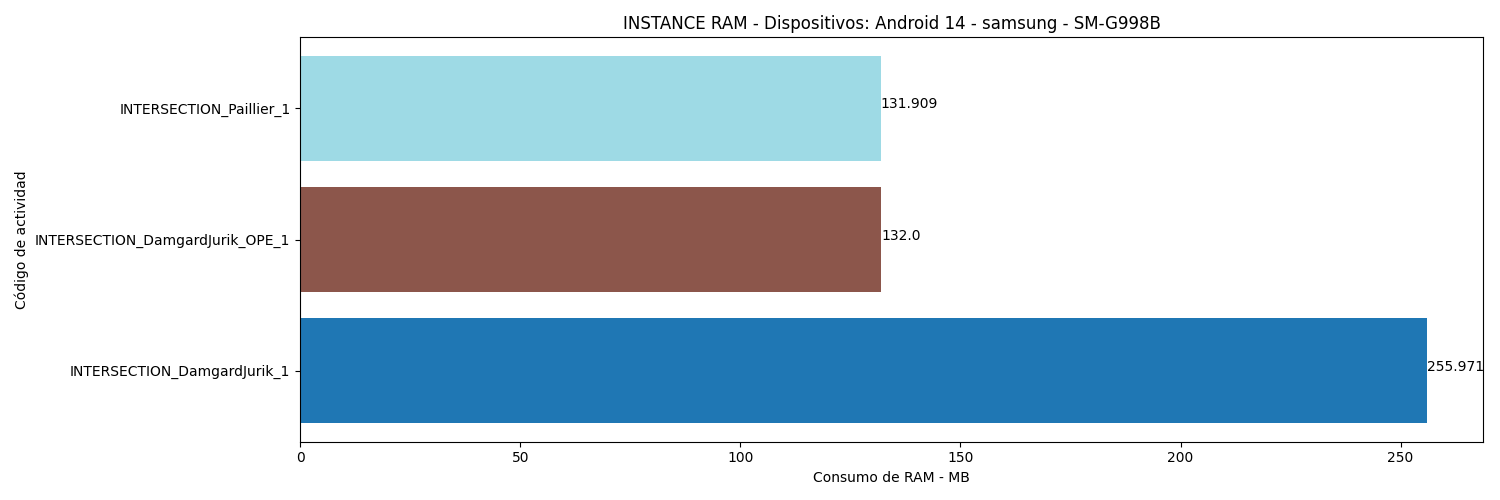 INSTANCE RAM - Dispositivos: Android 14 - samsung - SM-G998B
INTERSECTION_Paillier_1
131.909
INTERSECTION_DamgardJurik_OPE_1
132.0
INTERSECTION_DamgardJurik_1
255.971
Código de actividad
0
50
100
150
200
250
Consumo de RAM - MB